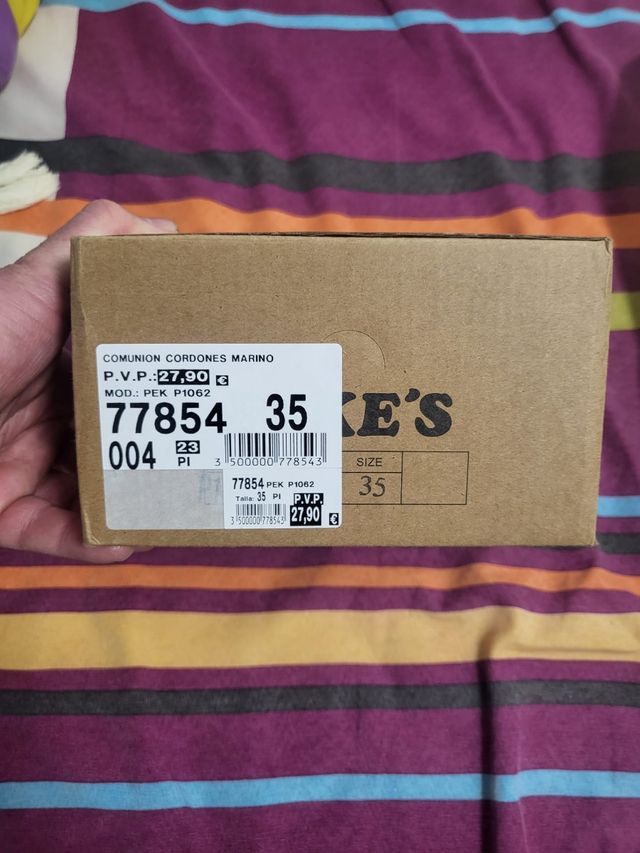 COMUNION CORDONES MARINO
P.V.P.: 27,90 €
MOD.: PEK P1062
77854 35
004 23
PI 3 500000 778543
77854 PEK P1062
Talla: 35 PI P.V.P.
3 500000 778543 27,90 €
KE'S
SIZE
35